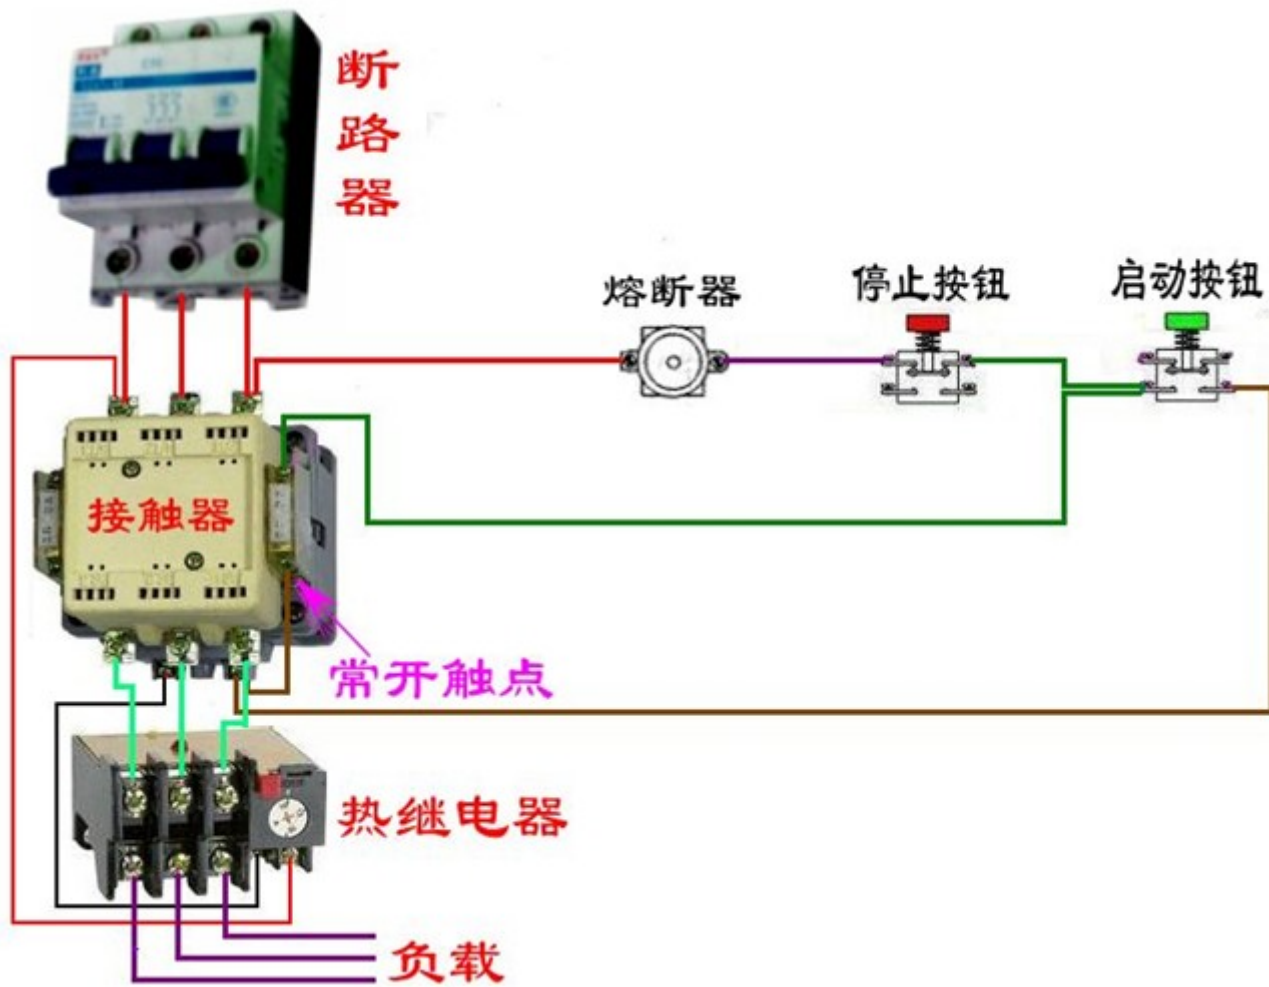 断路器
熔断器
停止按钮
启动按钮
接触器
常开触点
热继电器
负载